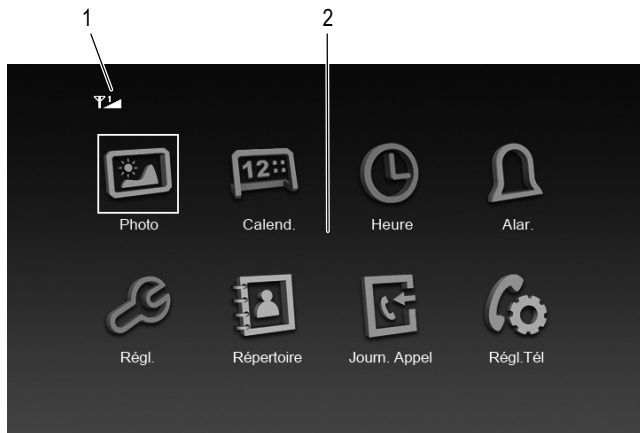 1 2
12
Photo Calend. Heure Alar.
Régl. Répertoire Journ. Appel Régl.Tél